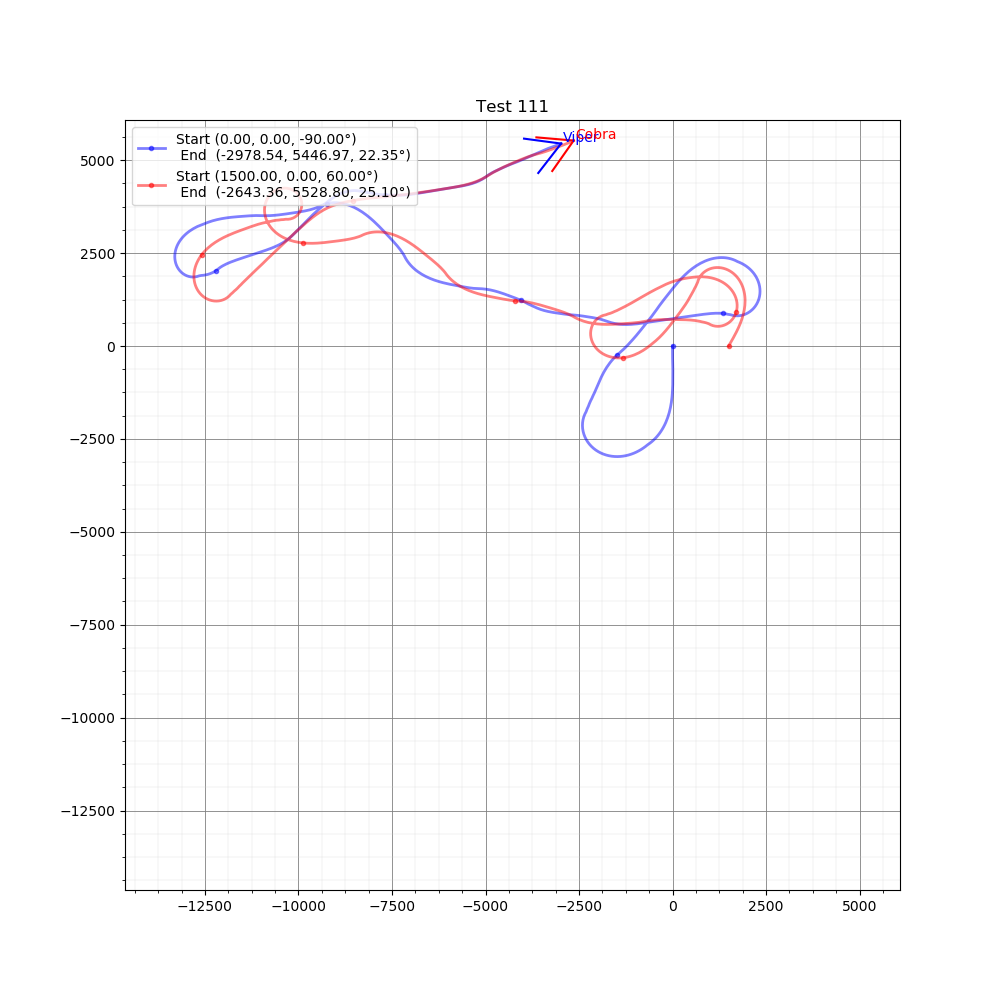 Test 111
Start (0.00, 0.00, -90.00°)
End (-2978.54, 5446.97, 22.35°)
Start (1500.00, 0.00, 60.00°)
End (-2643.36, 5528.80, 25.10°)
Viper
Cobra
5000
2500
0
−2500
−5000
−7500
−10000
−12500
−12500
−10000
−7500
−5000
−2500
0
2500
5000